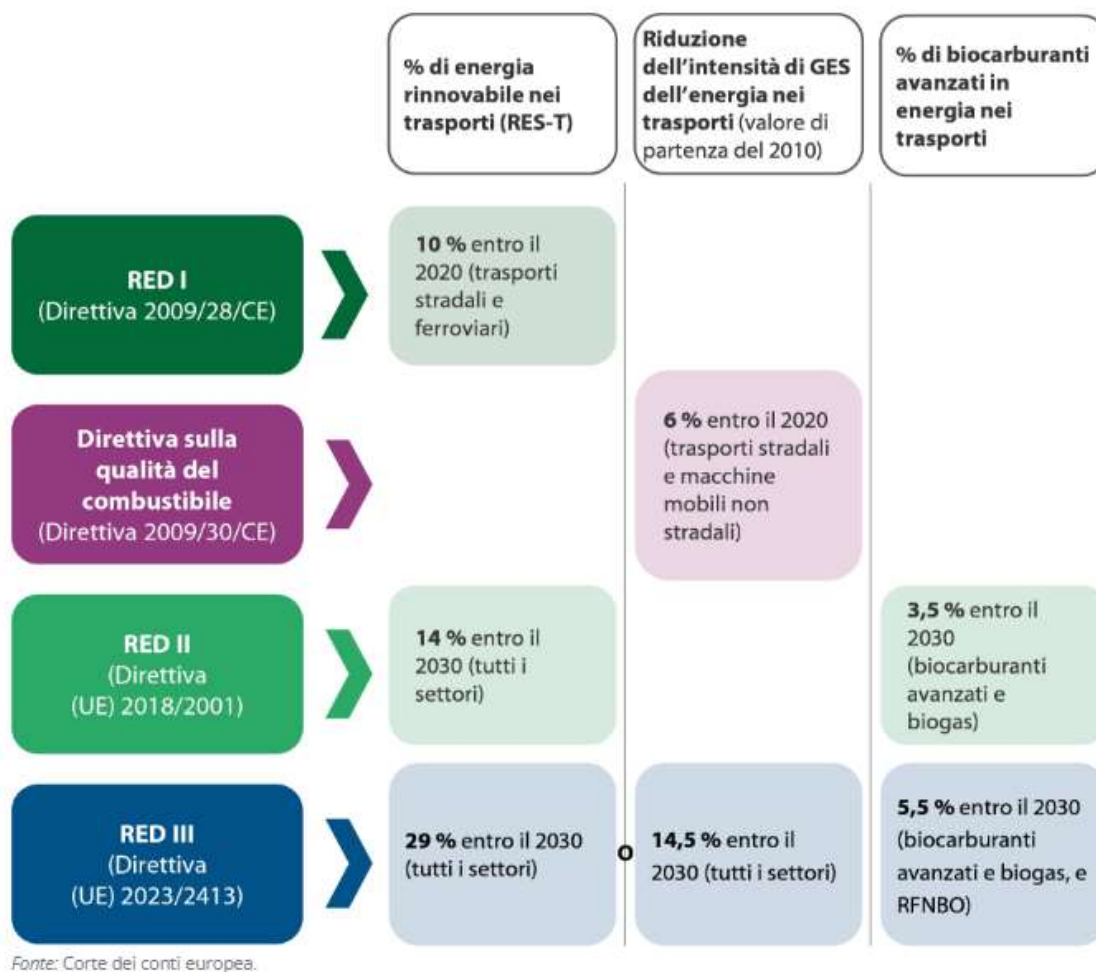 % di energia
rinnovabile nei
trasporti (RES-T)
Riduzione
dell'intensità di GES
dell'energia nei
trasporti (valore di
partenza del 2010)
% di biocarburanti
avanzati in
energia nei
trasporti
RED I
(Direttiva 2009/28/CE)
10 % entro il
2020 (trasporti
stradali e
ferroviari)
Direttiva sulla
qualità del
combustibile
(Direttiva 2009/30/CE)
6 % entro il 2020
(trasporti stradali
e macchine
mobili non
stradali)
RED II
(Direttiva
(UE) 2018/2001)
14 % entro il
2030 (tutti i
settori)
3,5 % entro il
2030
(biocarburanti
avanzati e
biogas)
RED III
(Direttiva
(UE) 2023/2413)
29 % entro il 2030
(tutti i settori)
o
14,5 % entro il
2030 (tutti i settori)
5,5 % entro il 2030
(biocarburanti
avanzati e biogas, e
RFNBO)
Fonte: Corte dei conti europea.